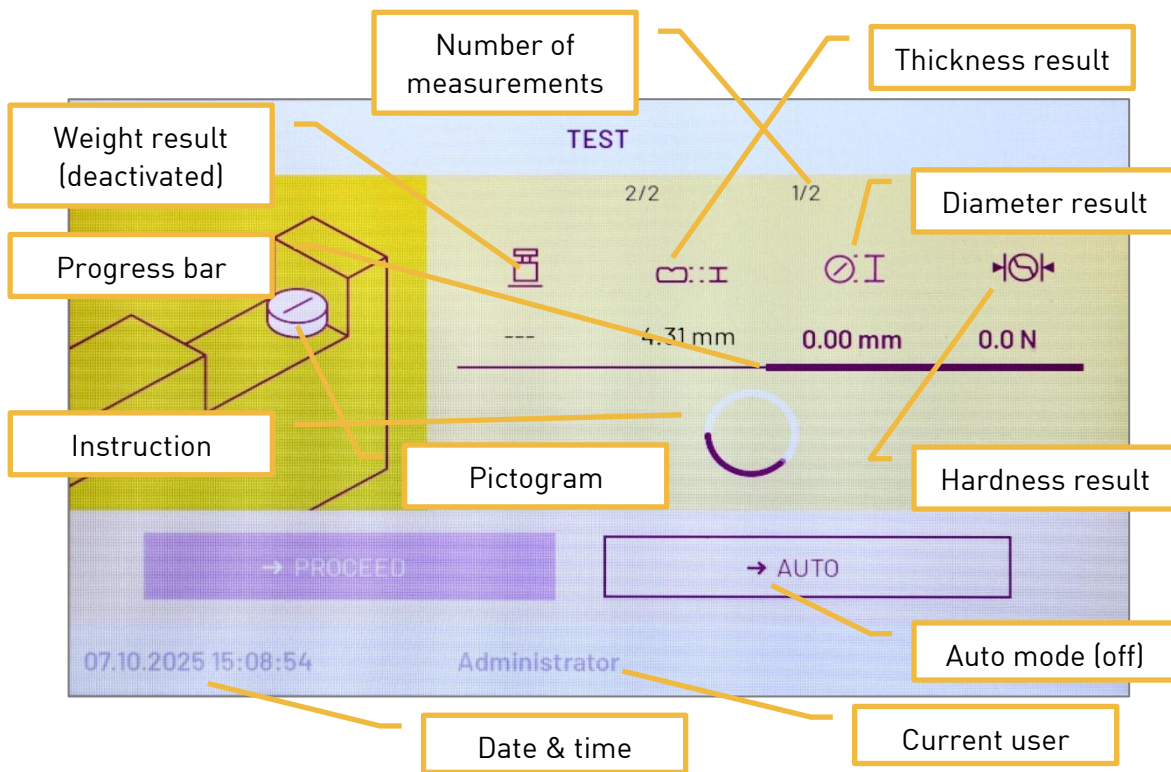 Number of
measurements
Thickness result
Weight result
(deactivated)
TEST
2/2
1/2
Diameter result
Progress bar
---
4.31 mm
0.00 mm
0.0 N
Instruction
Pictogram
Hardness result
→ PROCEED
→ AUTO
Auto mode (off)
07.10.2025 15:08:54
Administrator
Date & time
Current user